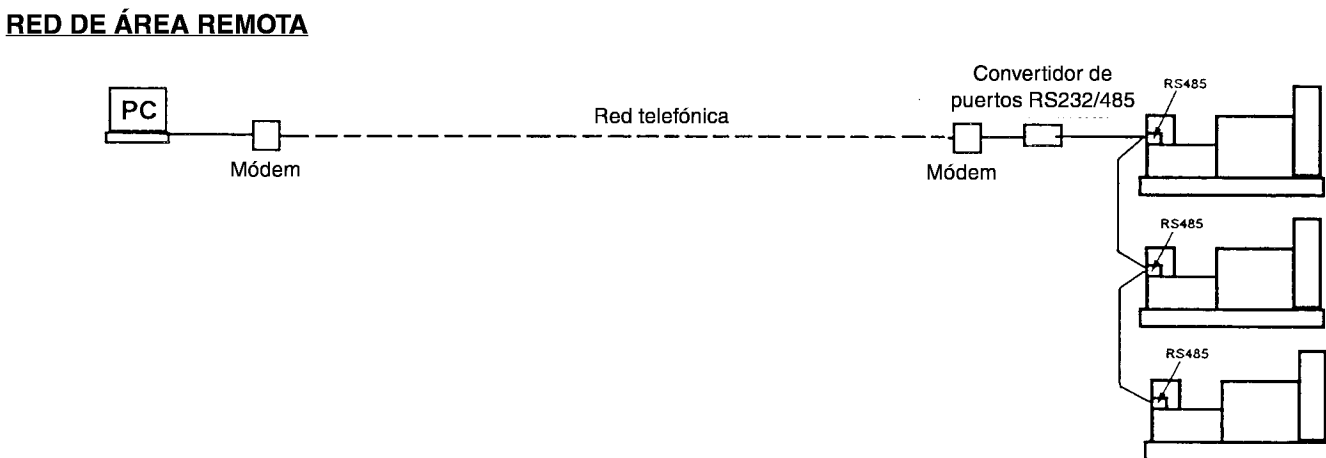 RED DE ÁREA REMOTA
PC
Módem
Red telefónica
Módem
Convertidor de
puertos RS232/485
RS485
RS485
RS485